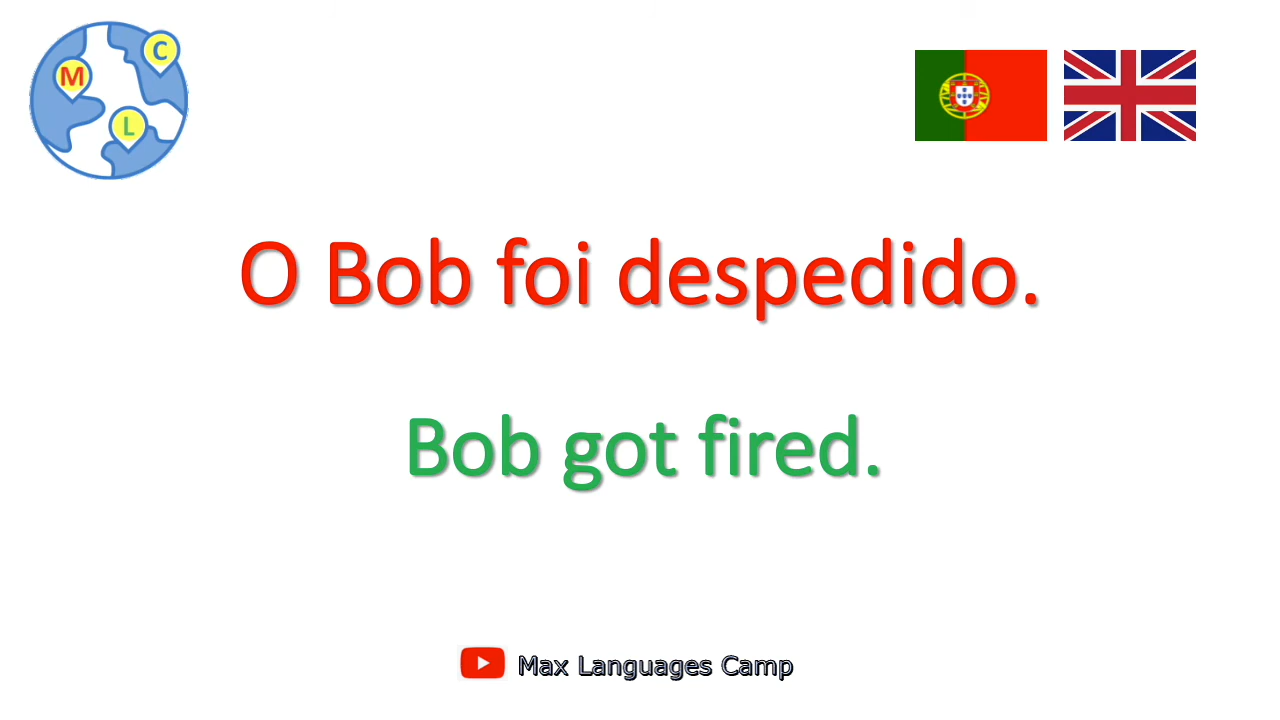 M
C
L
O Bob foi despedido.
Bob got fired.
Max Languages Camp